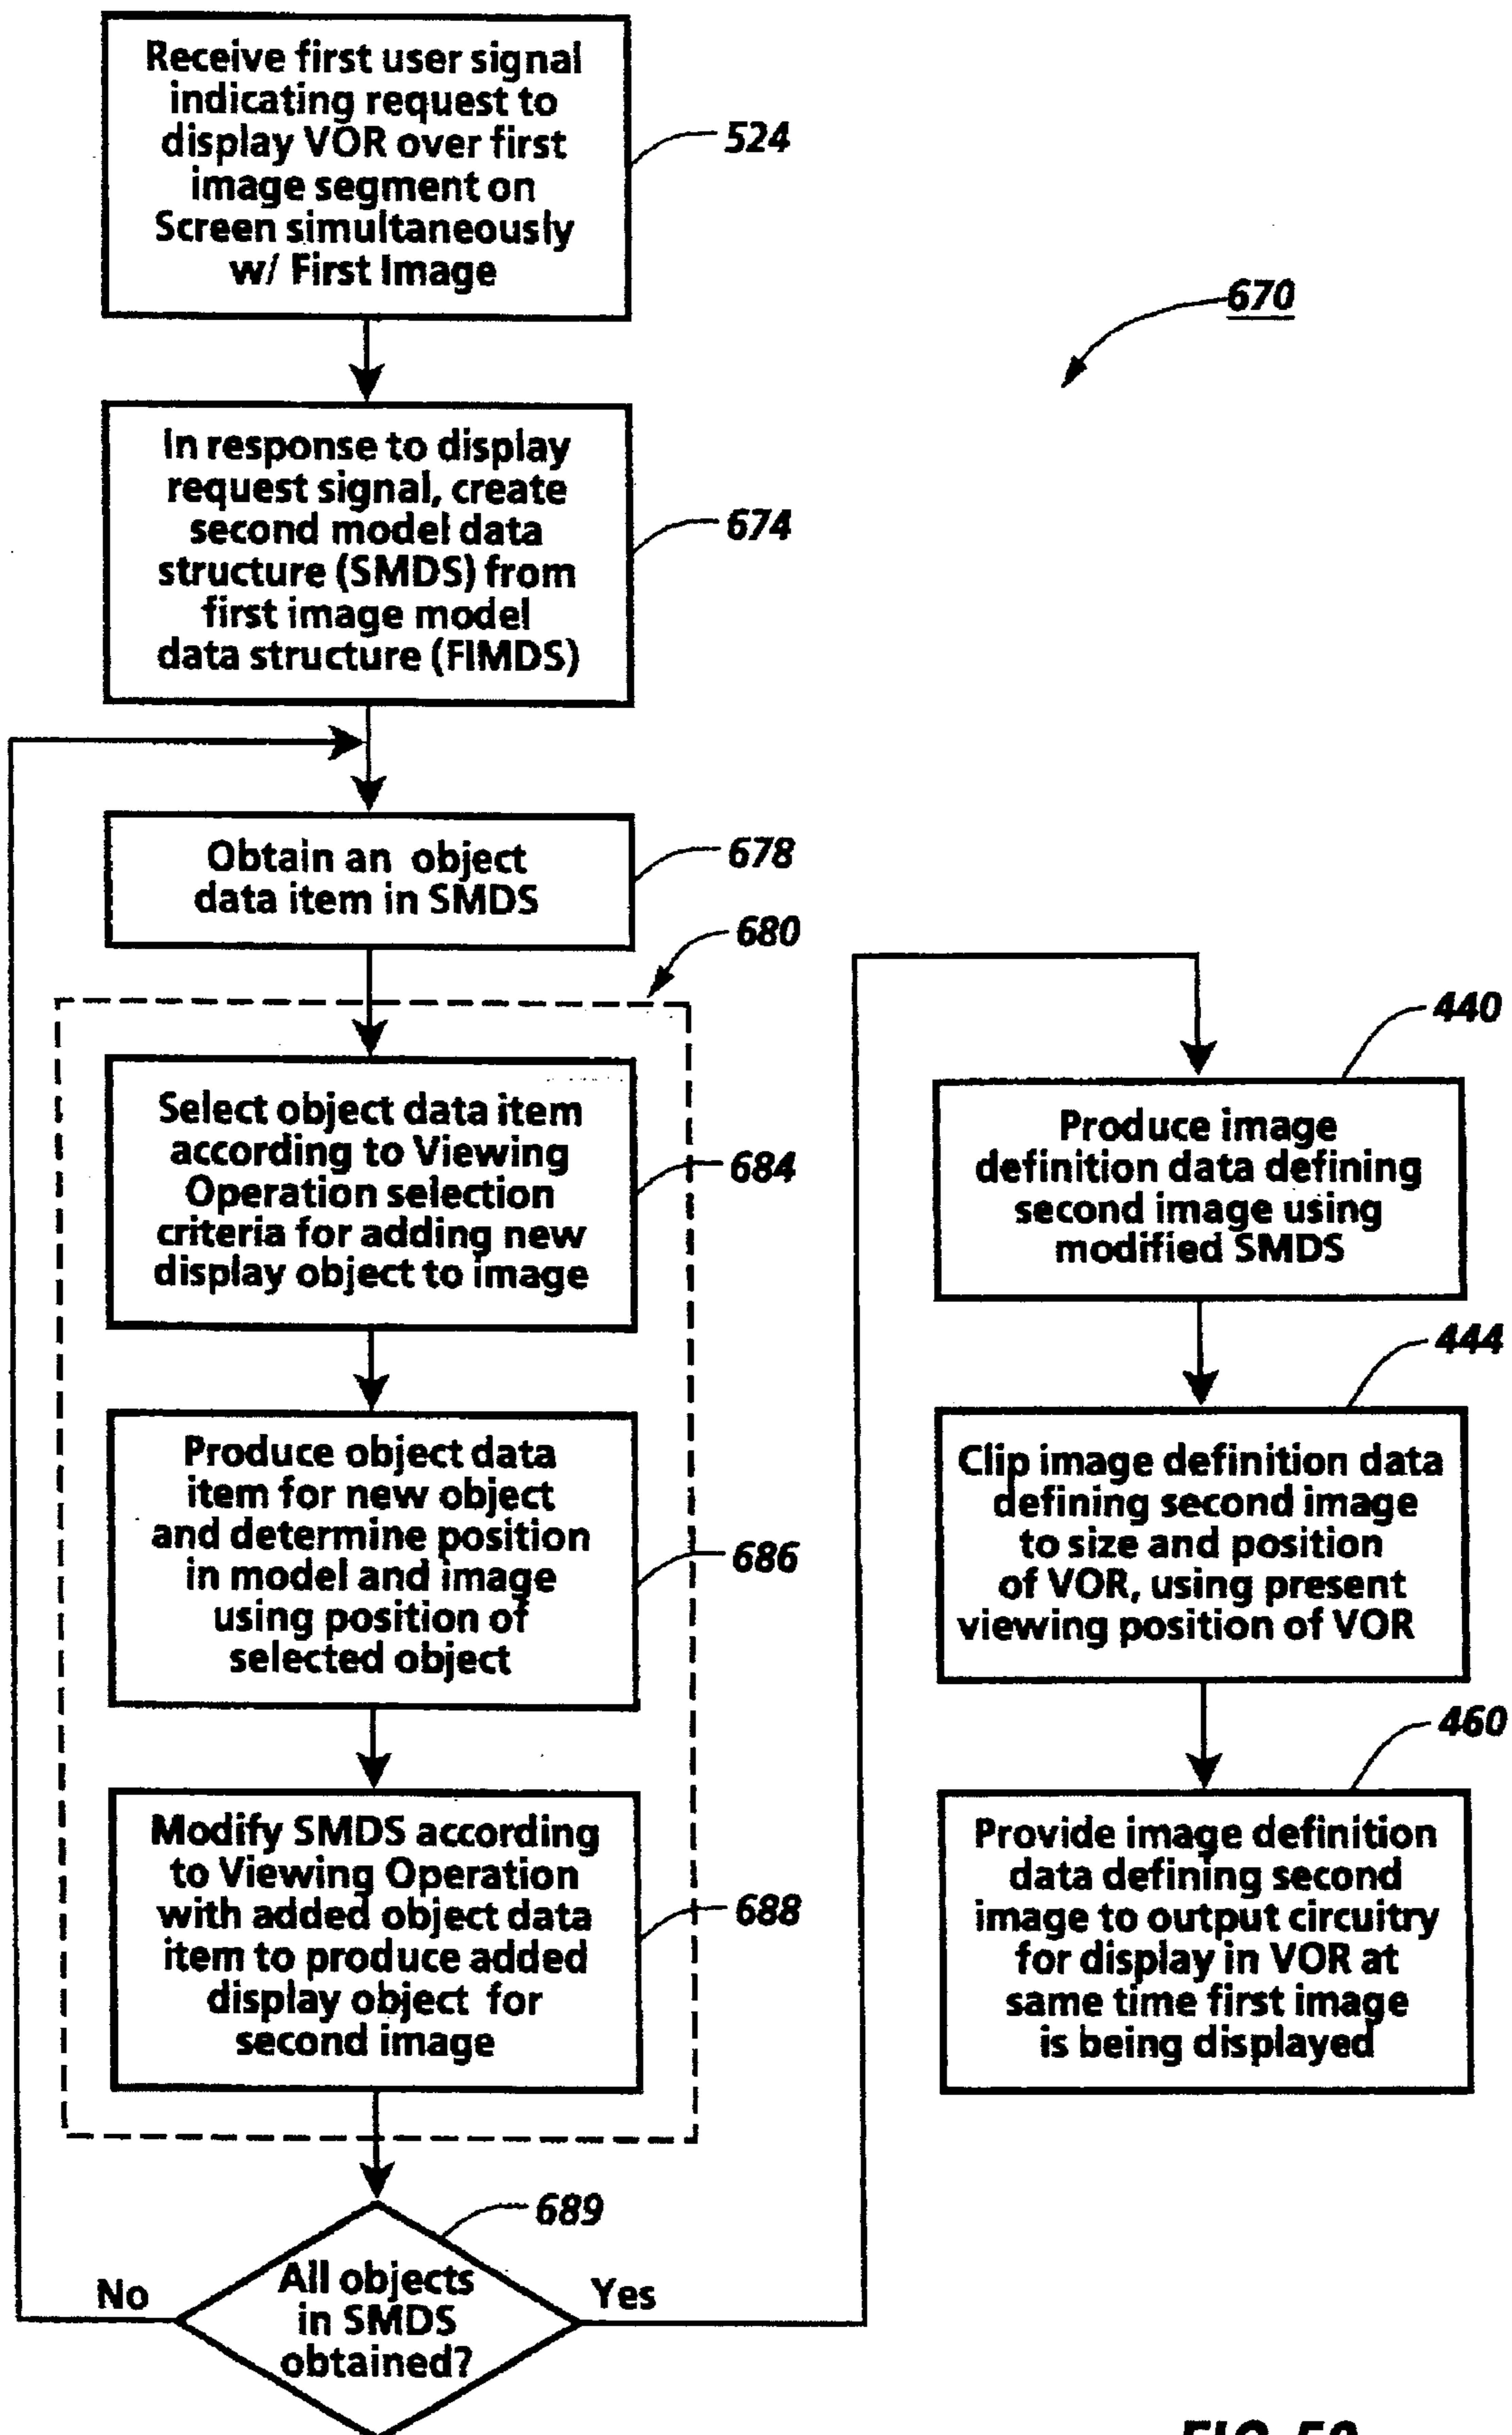 Receive first user signal
indicating request to
display VOR over first
image segment on
Screen simultaneously
w/ First Image
524
670
In response to display
request signal, create
second model data
structure (SMDS) from
first image model
data structure (FIMDS)
674
Obtain an object
data item in SMDS
678
680
Select object data item
according to Viewing
Operation selection
criteria for adding new
display object to image
684
Produce object data
item for new object
and determine position
in model and image
using position of
selected object
686
Modify SMDS according
to Viewing Operation
with added object data
item to produce added
display object for
second image
688
689
All objects
in SMDS
obtained?
No
Yes
440
Produce image
definition data defining
second image using
modified SMDS
444
Clip image definition data
defining second image
to size and position
of VOR, using present
viewing position of VOR
460
Provide image definition
data defining second
image to output circuitry
for display in VOR at
same time first image
is being displayed